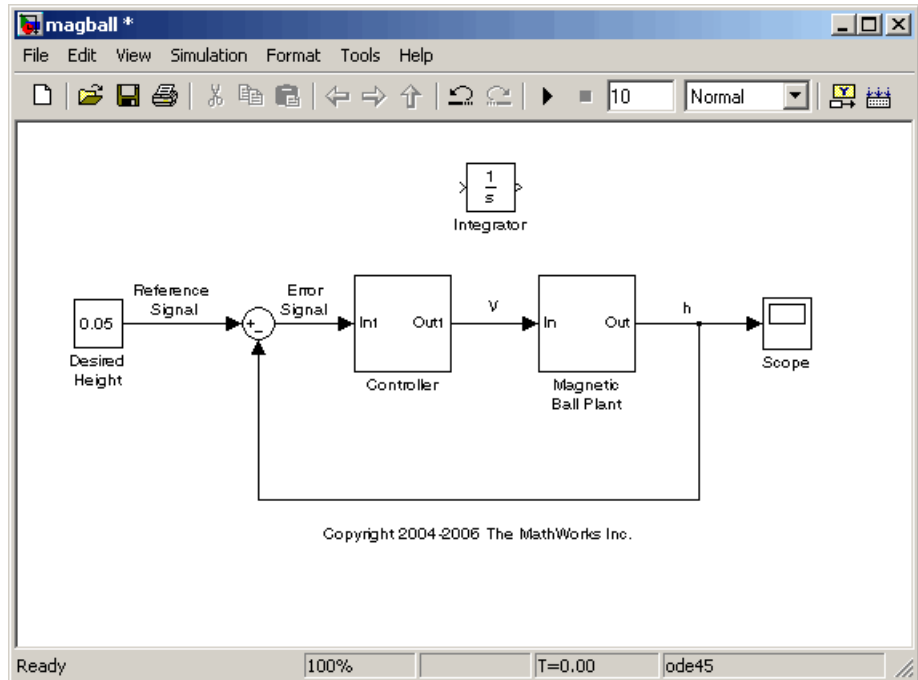 magball *
File Edit View Simulation Format Tools Help
10 Normal
1
s
Integrator
Reference
Signal
Error
Signal
0.05
+
-
In1 Out1
V
In Out
h
Desired
Height
Controller
Magnetic
Ball Plant
Scope
Copyright 2004-2006 The MathWorks Inc.
Ready 100% T=0.00 ode45